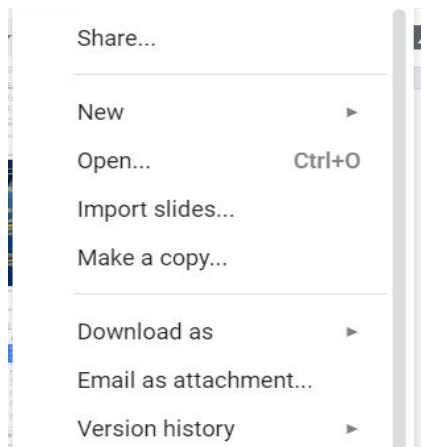 Share...
New
Open... Ctrl+O
Import slides...
Make a copy...
Download as
Email as attachment...
Version history